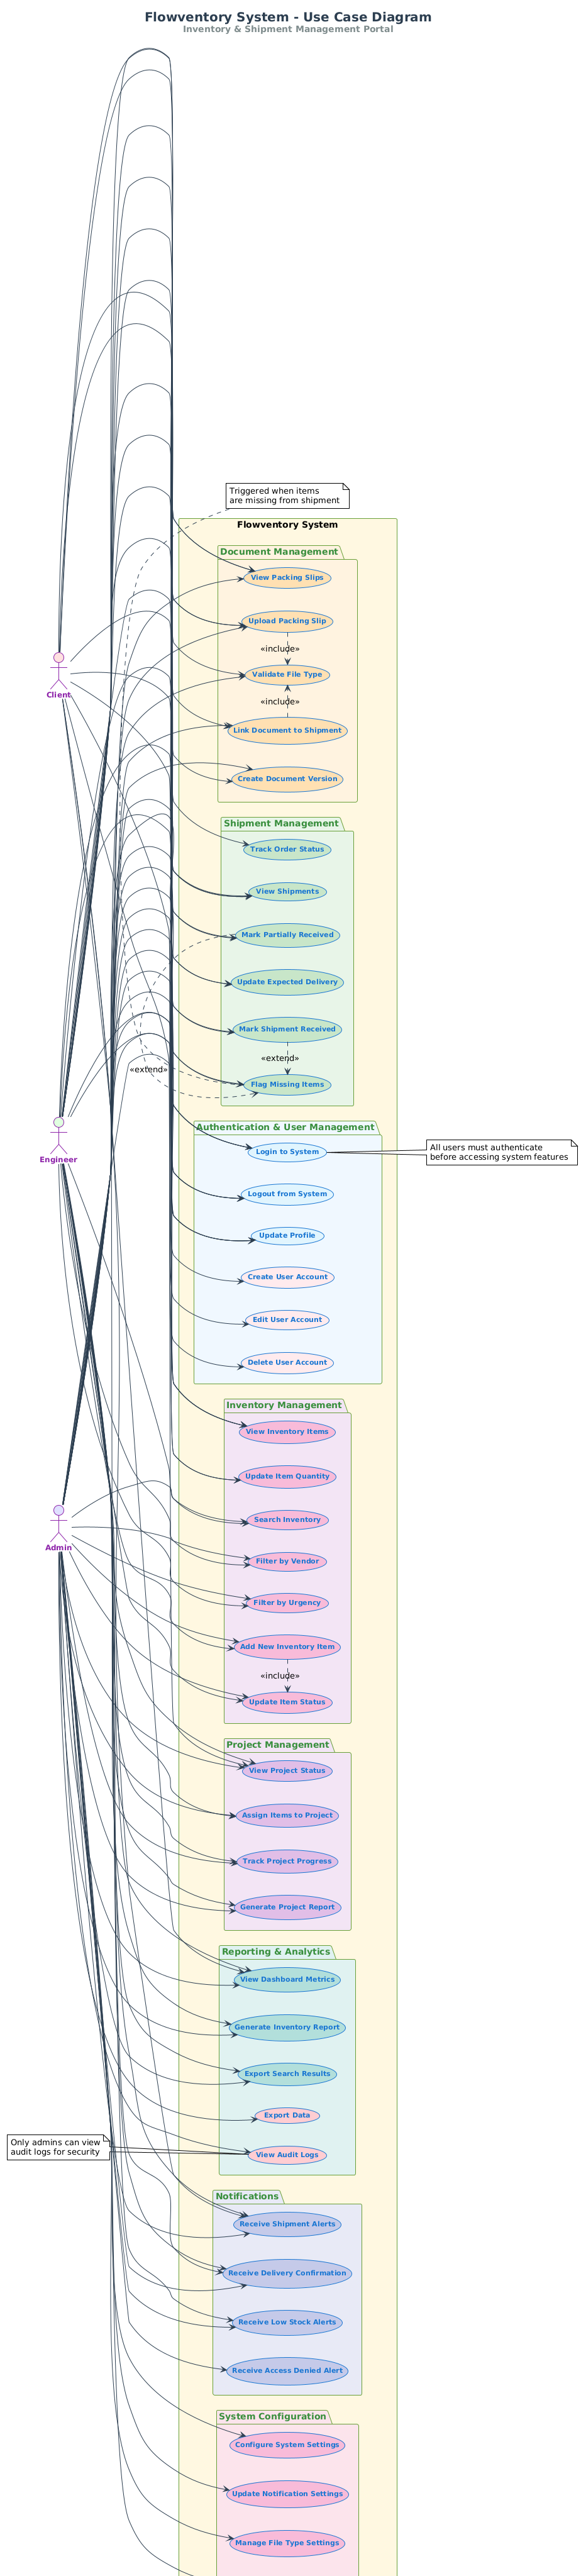 Flowventory System - Use Case Diagram
Inventory & Shipment Management Portal
Triggered when items
are missing from shipment
Flowventory System
Document Management
View Packing Slips
Upload Packing Slip
«include»
Validate File Type
«include»
Link Document to Shipment
Create Document Version
Client
Shipment Management
Track Order Status
View Shipments
Mark Partially Received
Update Expected Delivery
Mark Shipment Received
«extend»
«extend»
Flag Missing Items
Engineer
Authentication & User Management
Login to System
All users must authenticate
before accessing system features
Logout from System
Update Profile
Create User Account
Edit User Account
Delete User Account
Inventory Management
View Inventory Items
Update Item Quantity
Search Inventory
Admin
Filter by Vendor
Filter by Urgency
Add New Inventory Item
«include»
Update Item Status
Project Management
View Project Status
Assign Items to Project
Track Project Progress
Generate Project Report
Reporting & Analytics
View Dashboard Metrics
Generate Inventory Report
Export Search Results
Export Data
View Audit Logs
Only admins can view
audit logs for security
Notifications
Receive Shipment Alerts
Receive Delivery Confirmation
Receive Low Stock Alerts
Receive Access Denied Alert
System Configuration
Configure System Settings
Update Notification Settings
Manage File Type Settings